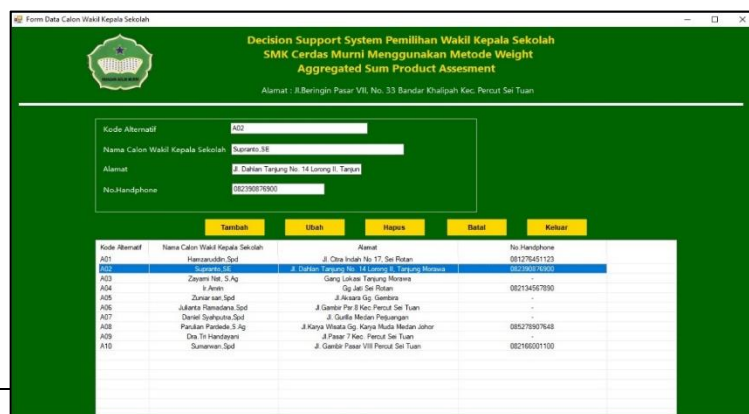 Form Data Calon Wakil Kepala Sekolah
Decision Support System Pemilihan Wakil Kepala Sekolah
SMK Cerdas Murni Menggunakan Metode Weight
Aggregated Sum Product Assesment
Alamat : Jl.Beringin Pasar VII, No. 33 Bandar Khalipah Kec. Percut Sei Tuan
Kode Alternatif A02
Nama Calon Wakil Kepala Sekolah Supranto,SE
Alamat Jl. Dahlan Tanjung No. 14 Lorong II, Tanjun
No.Handphone 082390876900
Tambah Ubah Hapus Batal Keluar
Kode Alternatif Nama Calon Wakil Kepala Sekolah Alamat No.Handphone
A01 Hamzaruddin,Spd Jl. Citra Indah No 17, Sei Rotan 081276451123
A02 Supranto,SE Jl. Dahlan Tanjung No. 14 Lorong II, Tanjung Morawa 082390876900
A03 Zayami Nst, S.Ag Gang Lokasi Tanjung Morawa -
A04 Ir.Arwin Gg Jati Sei Rotan 082134567890
A05 Zuniar sari,Spd Jl.Aksara Gg. Gembira -
A06 Julianta Ramadana,Spd Jl.Gambir Psr.8 Kec Percut Sei Tuan -
A07 Daniel Syahputra,Spd Jl. Gurilla Medan Perjuangan -
A08 Parulian Pardede,S.Ag Jl.Karya Wisata Gg. Karya Muda Medan Johor 085278907648
A09 Dra.Tri Handayani Jl.Pasar 7 Kec. Percut Sei Tuan -
A10 Sumarwan,Spd Jl. Gambir Pasar VIII Percut Sei Tuan 082166001100